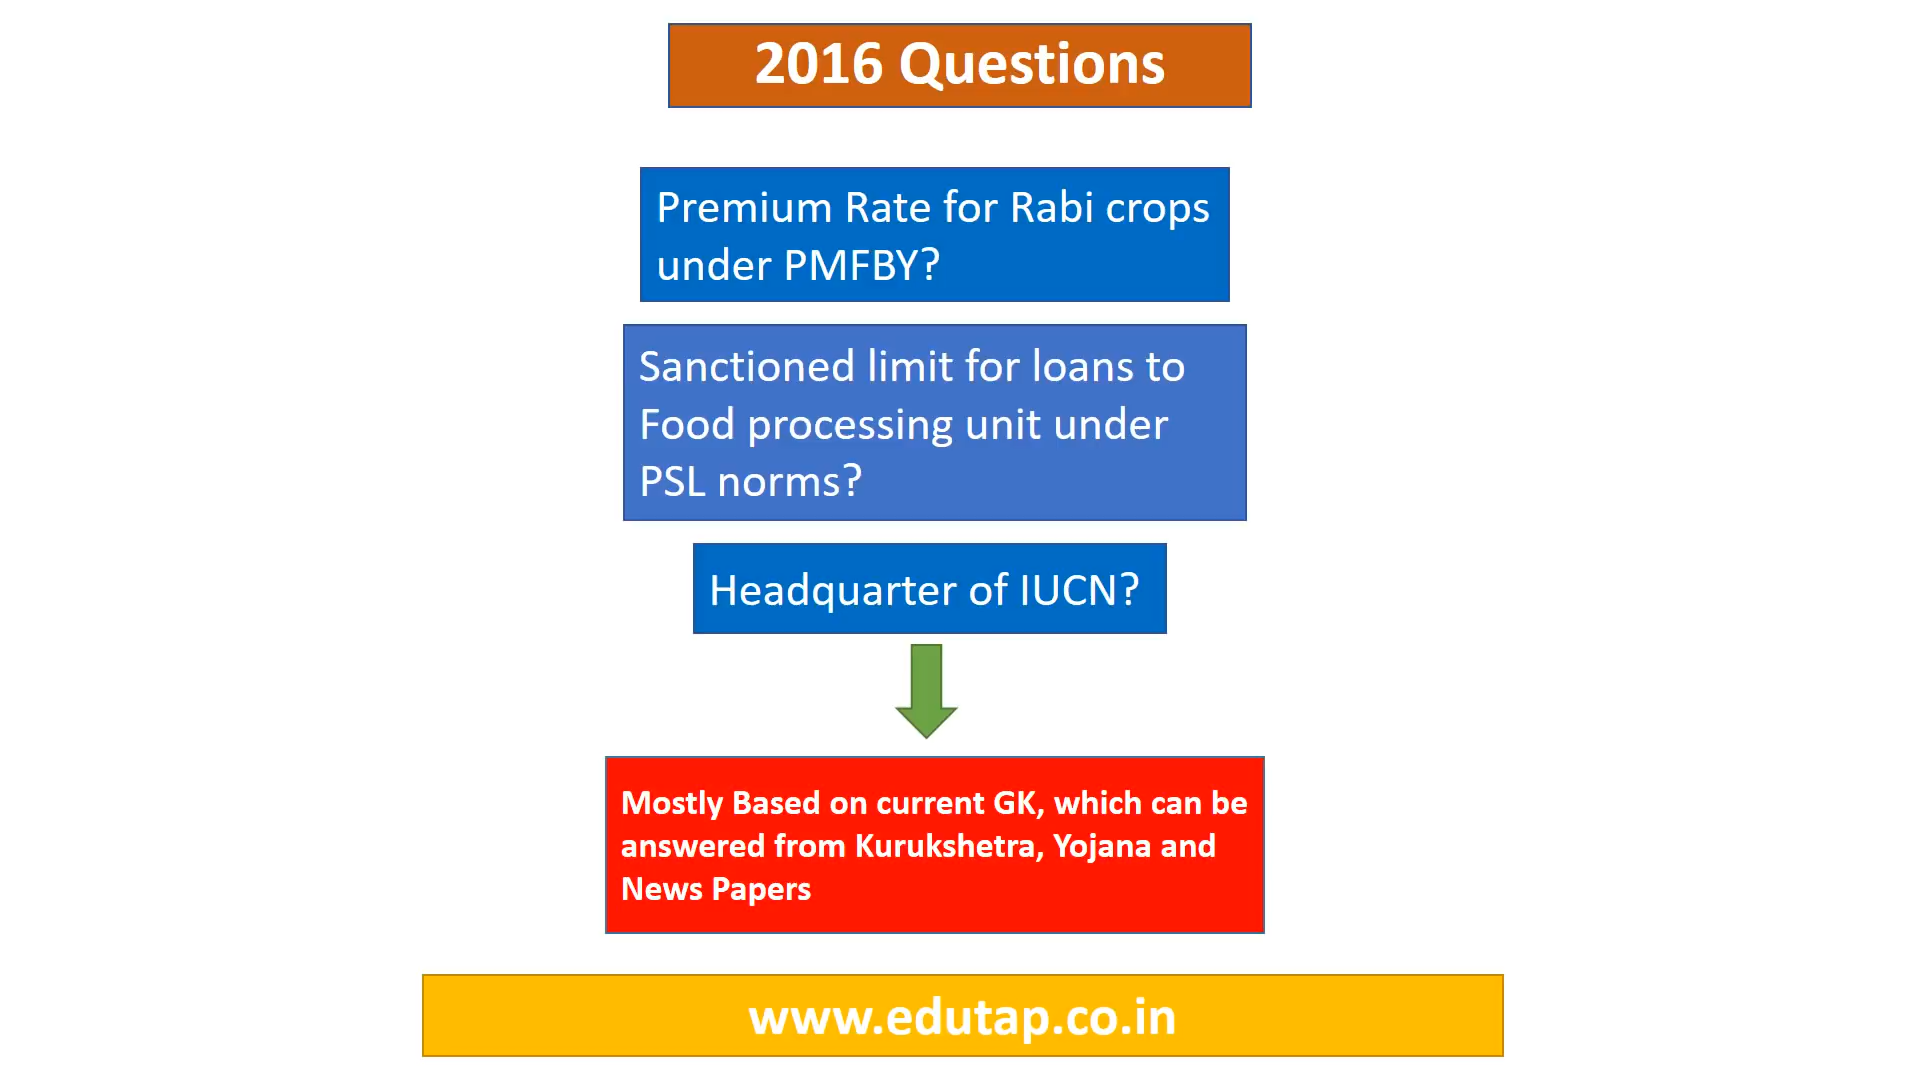 2016 Questions
Premium Rate for Rabi crops
under PMFBY?
Sanctioned limit for loans to
Food processing unit under
PSL norms?
Headquarter of IUCN?
Mostly Based on current GK, which can be
answered from Kurukshetra, Yojana and
News Papers
www.edutap.co.in